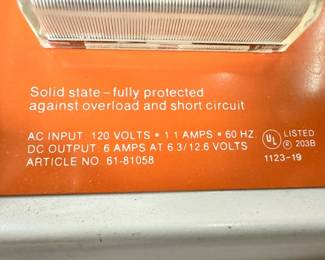 Solid state – fully protected
against overload and short circuit
AC INPUT: 120 VOLTS • 1 1 AMPS • 60 HZ.
DC OUTPUT: 6 AMPS AT 6.3/12.6 VOLTS
ARTICLE NO. 61-81058
UL LISTED
® 203B
1123-19